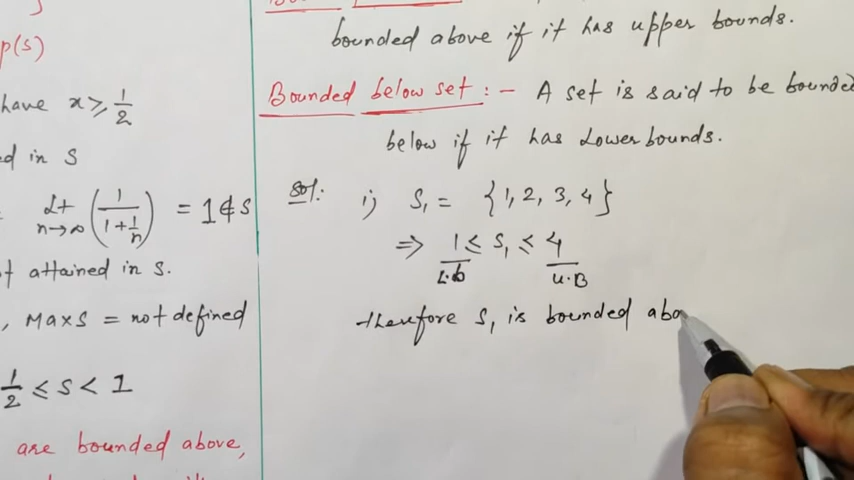 p(s)
have x ≥ 1/2
ed in S
Lt n→∞ (1/(1+1/n)) = 1 ∉ S
t attained in S.
, Max S = not defined
1/2 ≤ S < 1
are bounded above,
bounded above if it has upper bounds.
Bounded below set :- A set is said to be bounded
below if it has Lower bounds.
Sol:
i) S₁ = {1, 2, 3, 4}
⇒ 1 ≤ S₁ ≤ 4
L.b U.B
therefore S₁ is bounded abo